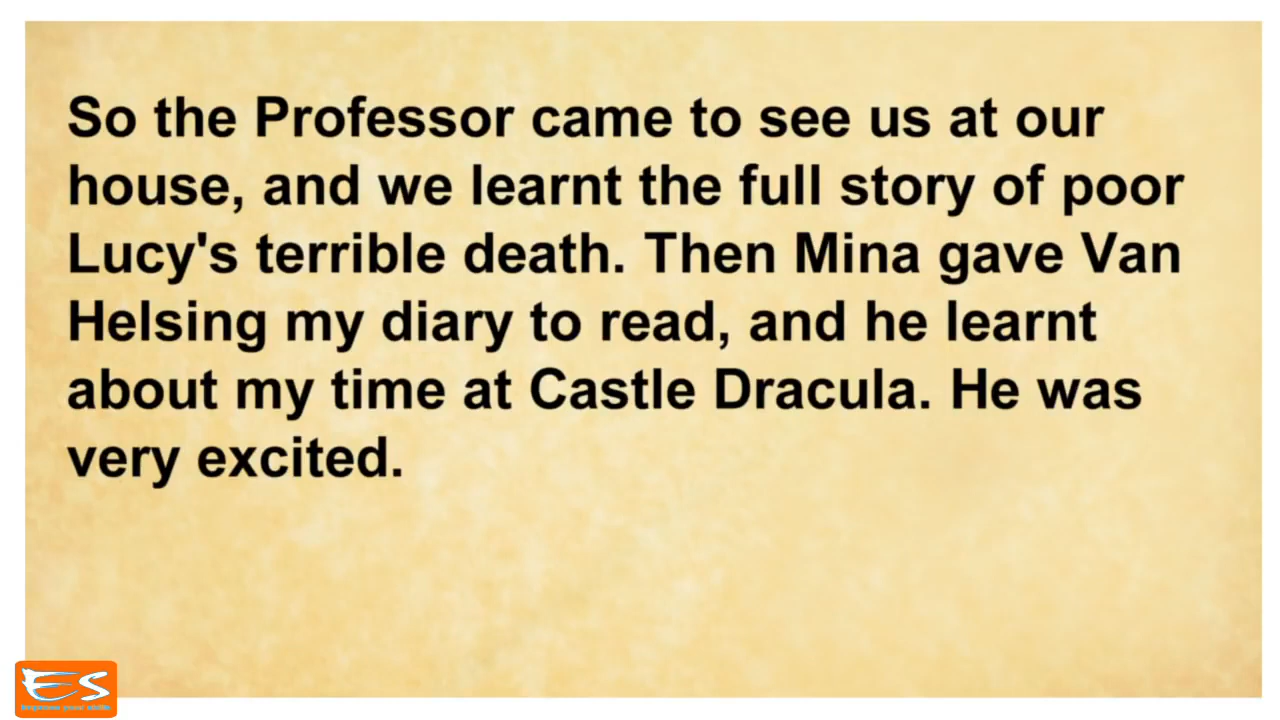 So the Professor came to see us at our
house, and we learnt the full story of poor
Lucy's terrible death. Then Mina gave Van
Helsing my diary to read, and he learnt
about my time at Castle Dracula. He was
very excited.
ES